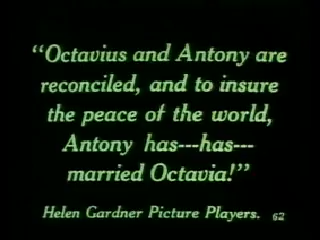 “Octavius and Antony are
reconciled, and to insure
the peace of the world,
Antony has---has---
married Octavia!”
Helen Gardner Picture Players. 62